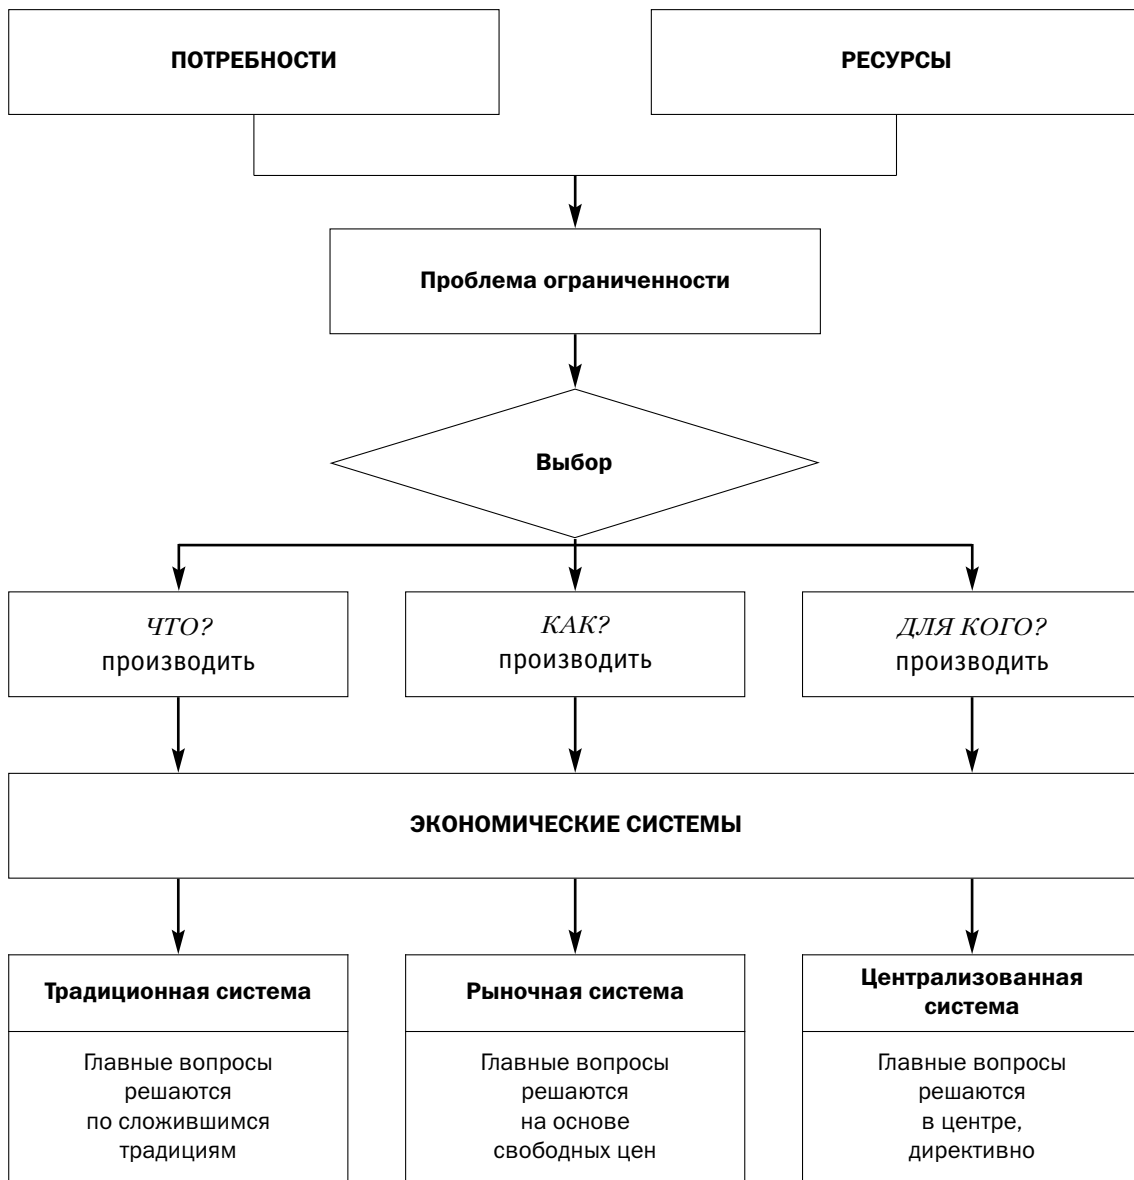 ПОТРЕБНОСТИ
РЕСУРСЫ
Проблема ограниченности
Выбор
ЧТО?
производить
КАК?
производить
ДЛЯ КОГО?
производить
ЭКОНОМИЧЕСКИЕ СИСТЕМЫ
Традиционная система
Главные вопросы
решаются
по сложившимся
традициям
Рыночная система
Главные вопросы
решаются
на основе
свободных цен
Централизованная
система
Главные вопросы
решаются
в центре,
директивно